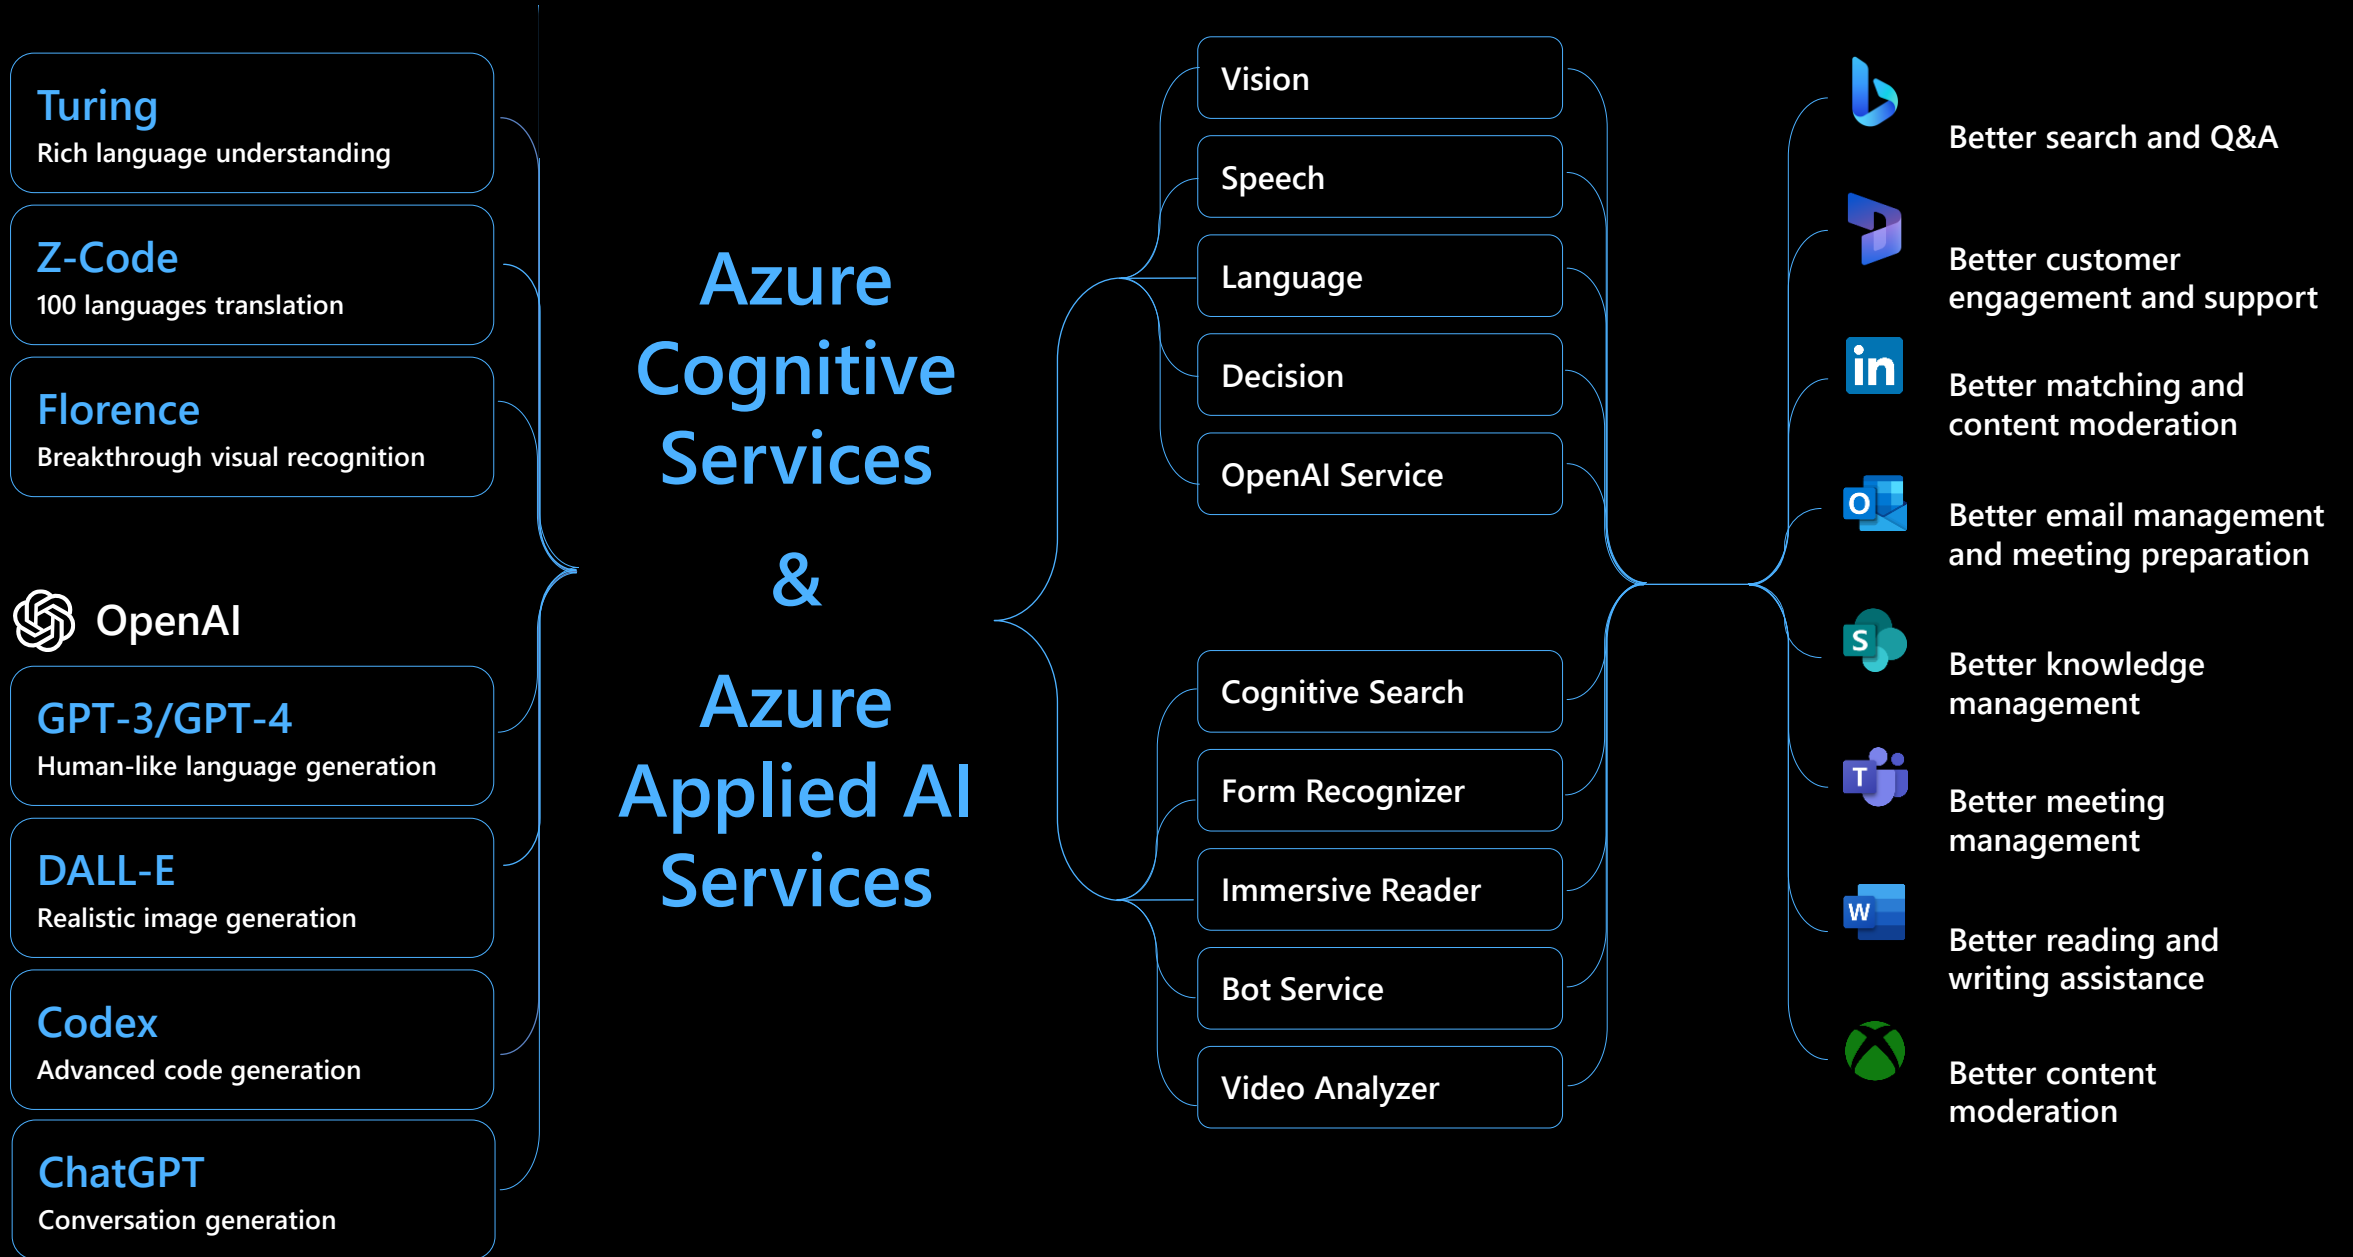 Turing
Rich language understanding
Z-Code
100 languages translation
Florence
Breakthrough visual recognition
OpenAI
GPT-3/GPT-4
Human-like language generation
DALL-E
Realistic image generation
Codex
Advanced code generation
ChatGPT
Conversation generation
Azure
Cognitive
Services
&
Azure
Applied AI
Services
Vision
Speech
Language
Decision
OpenAI Service
Cognitive Search
Form Recognizer
Immersive Reader
Bot Service
Video Analyzer
Better search and Q&A
Better customer
engagement and support
in
Better matching and
content moderation
O
Better email management
and meeting preparation
S
Better knowledge
management
T
Better meeting
management
W
Better reading and
writing assistance
Better content
moderation